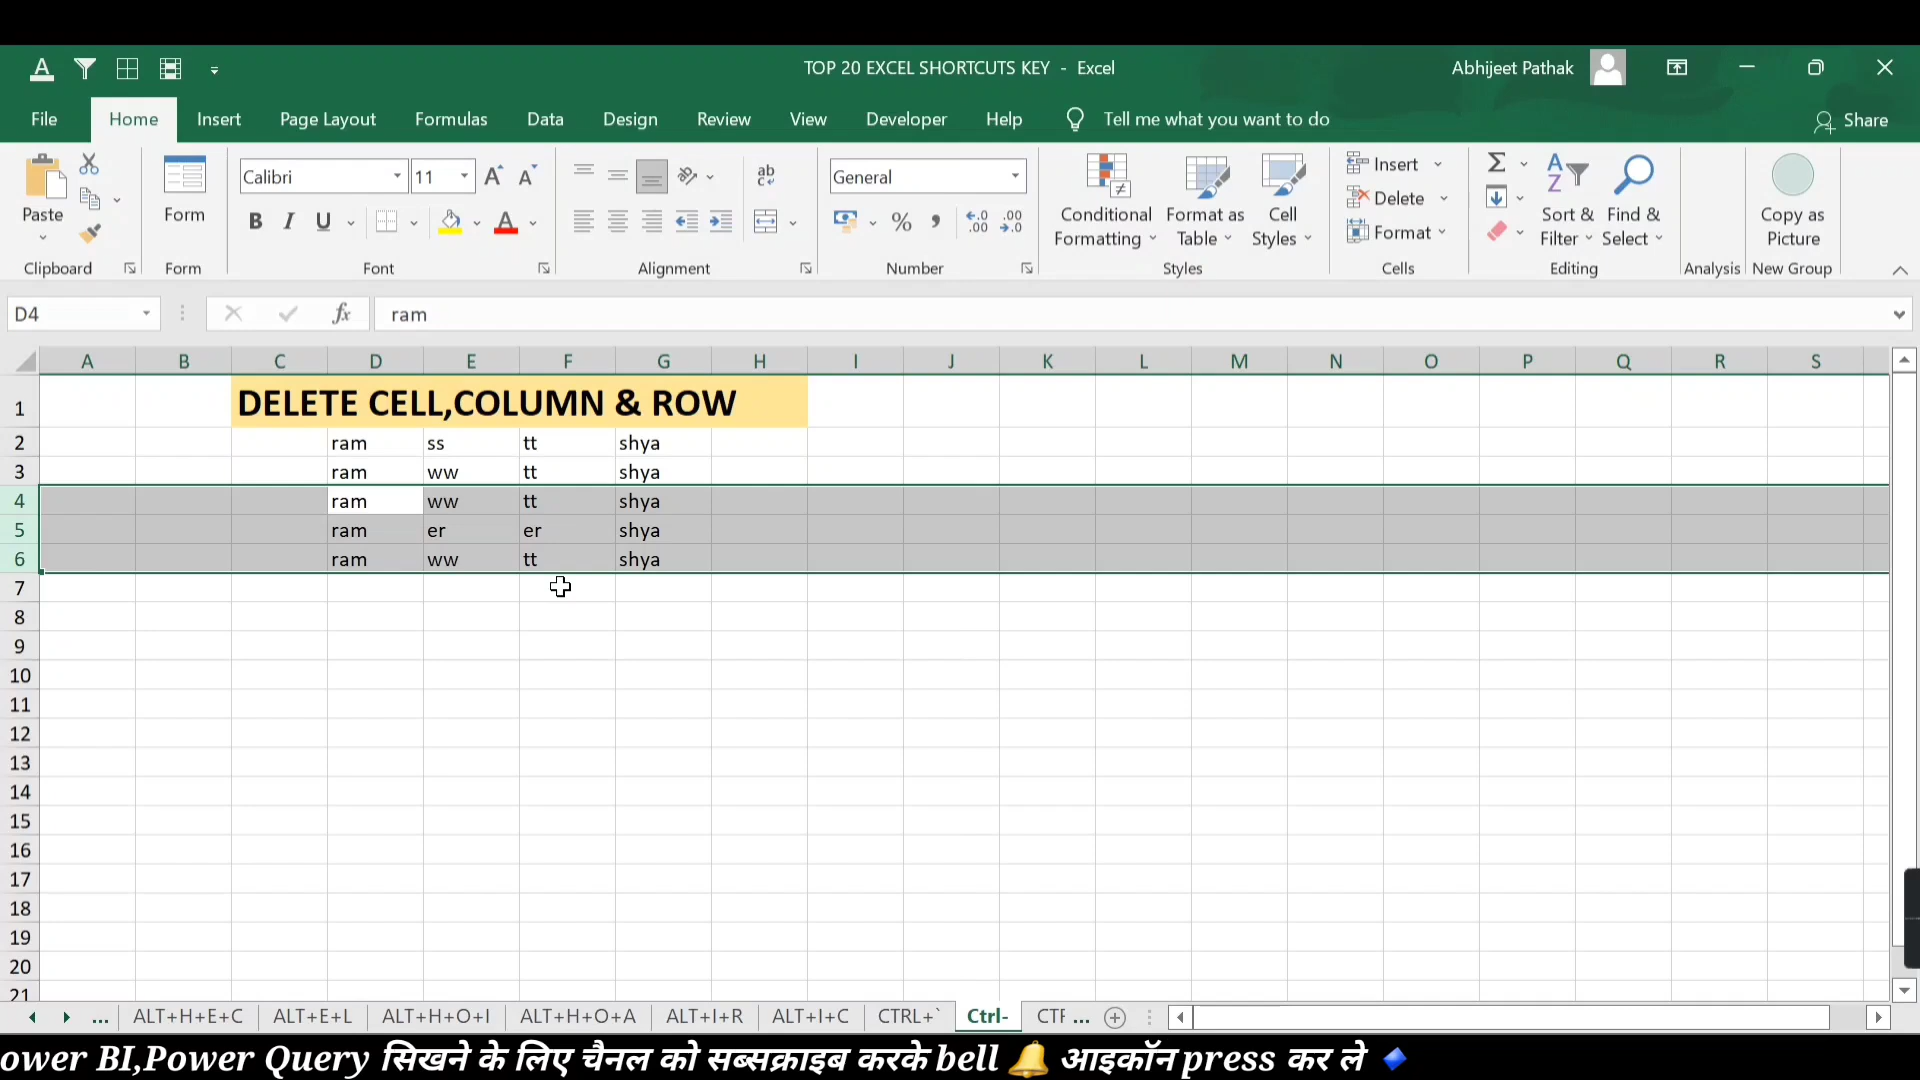 TOP 20 EXCEL SHORTCUTS KEY - Excel
Abhijeet Pathak
File Home Insert Page Layout Formulas Data Design Review View Developer Help Tell me what you want to do Share
Paste
Clipboard
Form
Form
Calibri 11
B I U A
Font
ab
Alignment
General
% ,
Number
Conditional Formatting
Format as Table
Cell Styles
Styles
Insert
Delete
Format
Cells
Σ
Sort & Filter
Find & Select
Editing
Analysis
Copy as Picture
New Group
D4 fx ram
A B C D E F G H I J K L M N O P Q R S
1 DELETE CELL,COLUMN & ROW
2 ram ss tt shya
3 ram ww tt shya
4 ram ww tt shya
5 ram er er shya
6 ram ww tt shya
7
8
9
10
11
12
13
14
15
16
17
18
19
20
21
... ALT+H+E+C ALT+E+L ALT+H+O+I ALT+H+O+A ALT+I+R ALT+I+C CTRL+` Ctrl- CTF ...
ower BI,Power Query सिखने के लिए चैनल को सब्सक्राइब करके bell 🔔 आइकॉन press कर ले 🔹